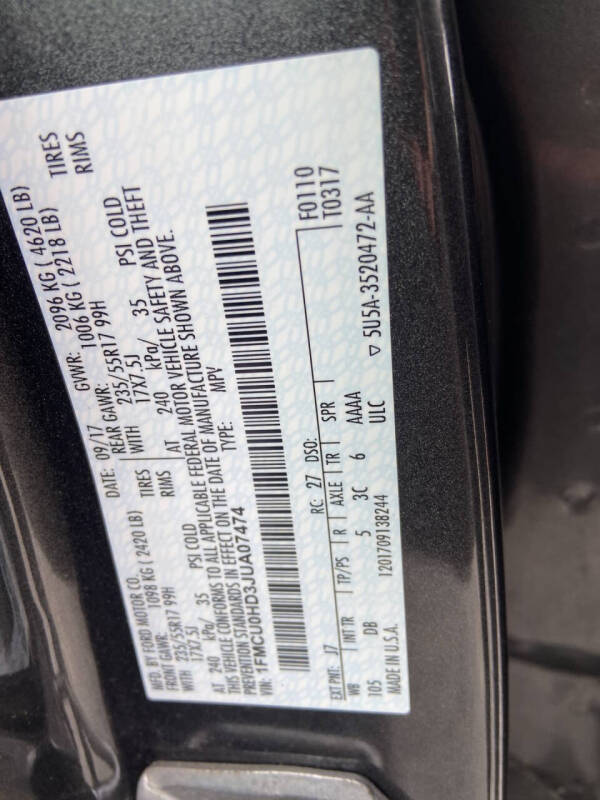 MFD. BY FORD MOTOR CO.
DATE: 09/17 GVWR: 2096 KG ( 4620 LB)
FRONT GAWR: 1098 KG ( 2420 LB) REAR GAWR: 1006 KG ( 2218 LB)
WITH 235/55R17 99H TIRES WITH 235/55R17 99H TIRES
17X7.5J RIMS 17X7.5J RIMS
AT 240 kPa/ 35 PSI COLD AT 240 kPa/ 35 PSI COLD
THIS VEHICLE CONFORMS TO ALL APPLICABLE FEDERAL MOTOR VEHICLE SAFETY AND THEFT
PREVENTION STANDARDS IN EFFECT ON THE DATE OF MANUFACTURE SHOWN ABOVE.
VIN: 1FMCU0HD3JUA07474 TYPE: MPV
F0110
T0317
EXT PNT: J7 RC: 27 DSO:
WB INT TR TP/PS R AXLE TR SPR
105 DB 5 3C 6 AAAA
ULC
MADE IN U.S.A. 1201709138244 ▽ 5U5A-3520472-AA